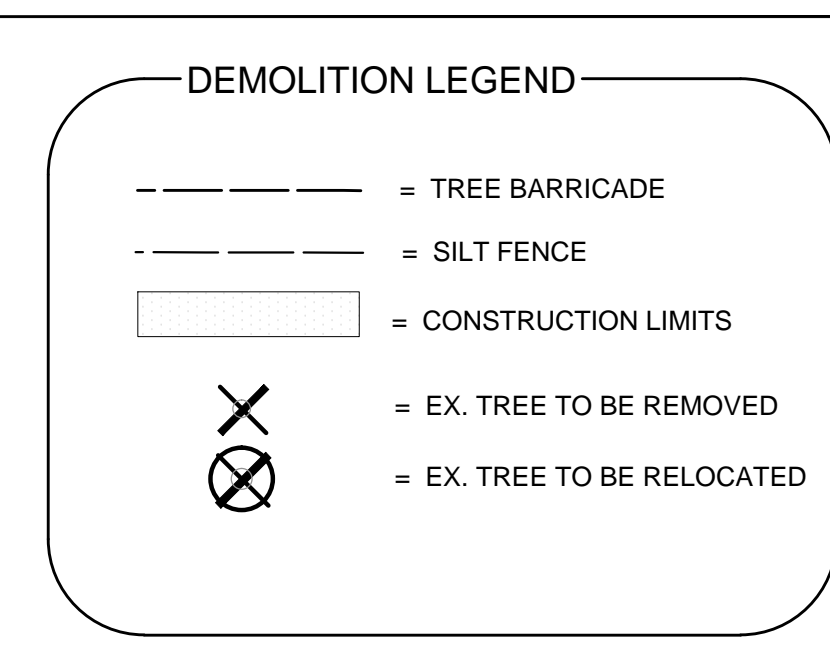 DEMOLITION LEGEND
= TREE BARRICADE
= SILT FENCE
= CONSTRUCTION LIMITS
= EX. TREE TO BE REMOVED
= EX. TREE TO BE RELOCATED